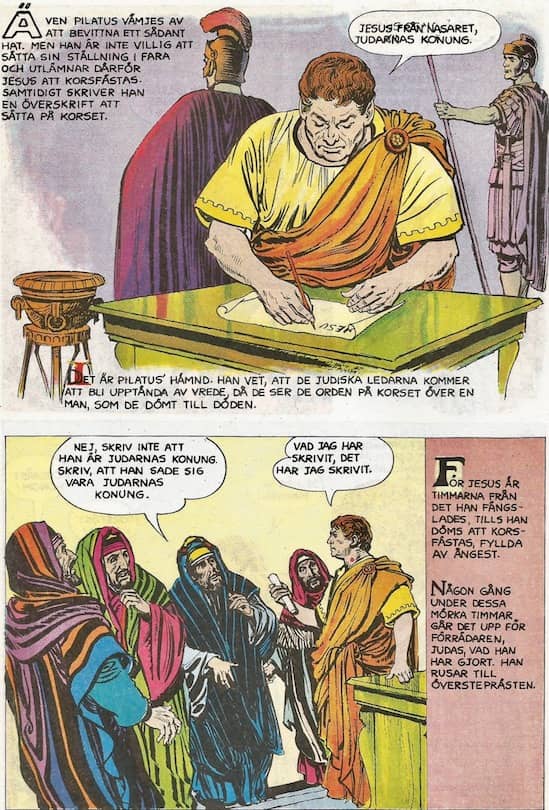 ÄVEN PILATUS VÄMJES AV
ATT BEVITTNA ETT SÅDANT
HAT. MEN HAN ÄR INTE VILLIG ATT
SÄTTA SIN STÄLLNING I FARA
OCH UTLÄMNAR DÄRFÖR
JESUS ATT KORSFÄSTAS.
SAMTIDIGT SKRIVER HAN
EN ÖVERSKRIFT ATT
SÄTTA PÅ KORSET.
JESUS FRÅN NASARET,
JUDARNAS KONUNG.
JESU
DET ÄR PILATUS' HÄMND. HAN VET, ATT DE JUDISKA LEDARNA KOMMER
ATT BLI UPPTÄNDA AV VREDE, DÅ DE SER DE ORDEN PÅ KORSET ÖVER EN
MAN, SOM DE DÖMT TILL DÖDEN.
NEJ, SKRIV INTE ATT
HAN ÄR JUDARNAS KONUNG.
SKRIV, ATT HAN SADE SIG
VARA JUDARNAS
KONUNG.
VAD JAG HAR
SKRIVIT, DET
HAR JAG SKRIVIT.
FÖR JESUS ÄR
TIMMARNA FRÅN
DET HAN FÄNGS-
LADES, TILLS HAN
DÖMS ATT KORS-
FÄSTAS, FYLLDA
AV ÅNGEST.
NÅGON GÅNG
UNDER DESSA
MÖRKA TIMMAR
GÅR DET UPP FÖR
FÖRRÄDAREN,
JUDAS, VAD HAN
HAR GJORT. HAN
RUSAR TILL
ÖVERSTEPRÄSTEN.